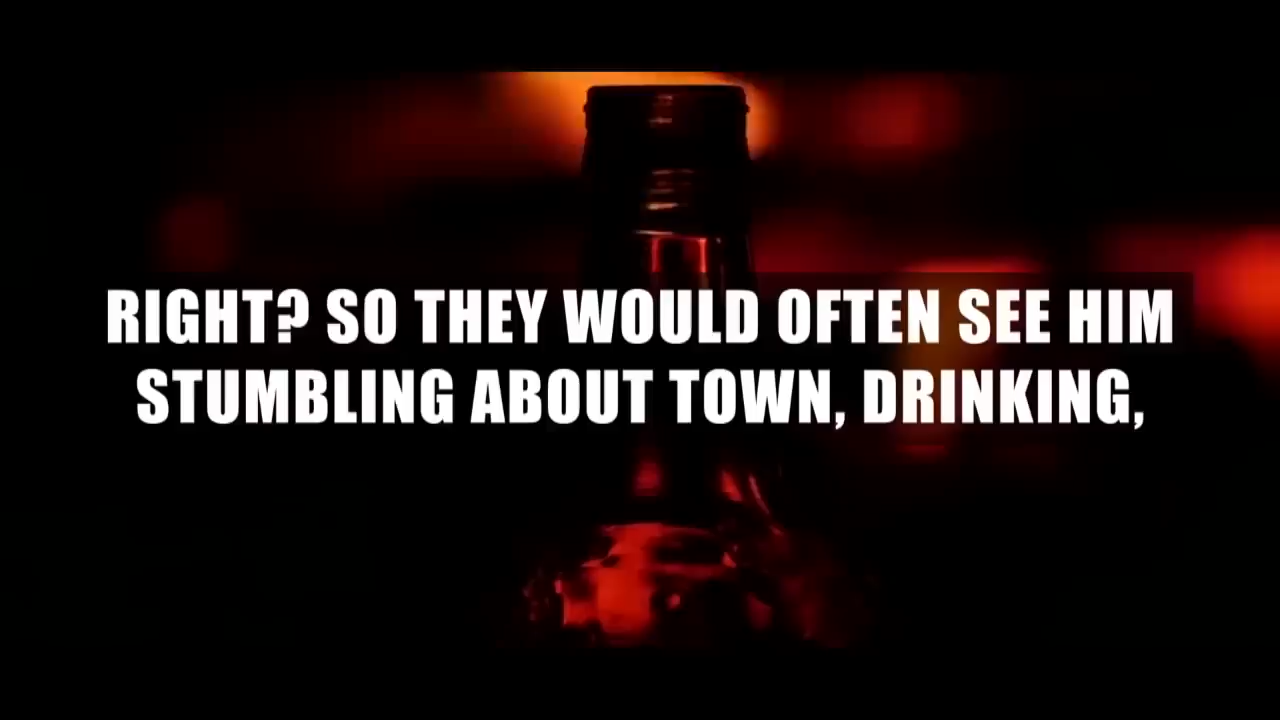 RIGHT? SO THEY WOULD OFTEN SEE HIM
STUMBLING ABOUT TOWN, DRINKING,